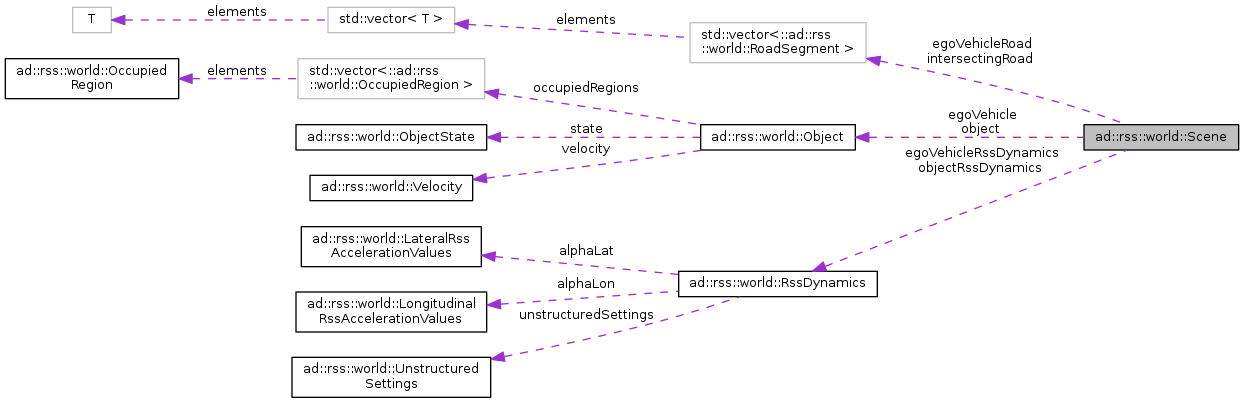 T
elements
std::vector< T >
elements
std::vector<::ad::rss
::world::RoadSegment >
egoVehicleRoad
intersectingRoad
ad::rss::world::Occupied
Region
elements
std::vector<::ad::rss
::world::OccupiedRegion >
occupiedRegions
ad::rss::world::ObjectState
state
velocity
ad::rss::world::Object
egoVehicle
object
ad::rss::world::Scene
egoVehicleRssDynamics
objectRssDynamics
ad::rss::world::Velocity
ad::rss::world::LateralRss
AccelerationValues
alphaLat
ad::rss::world::RssDynamics
ad::rss::world::Longitudinal
RssAccelerationValues
alphaLon
unstructuredSettings
ad::rss::world::Unstructured
Settings